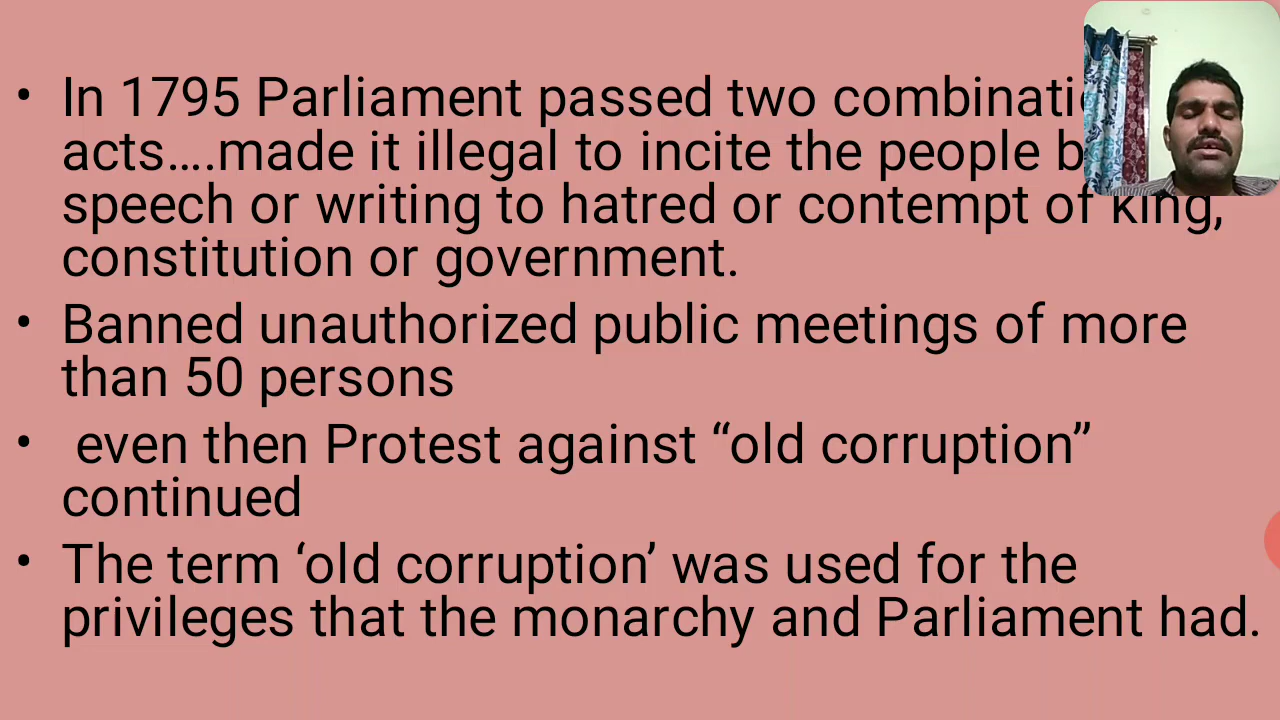 • In 1795 Parliament passed two
acts....made it illegal to incite the people
speech or writing to hatred or contempt of king,
constitution or government.
• Banned unauthorized public meetings of more
than 50 persons
• even then Protest against “old corruption”
continued
• The term ‘old corruption’ was used for the
privileges that the monarchy and Parliament had.